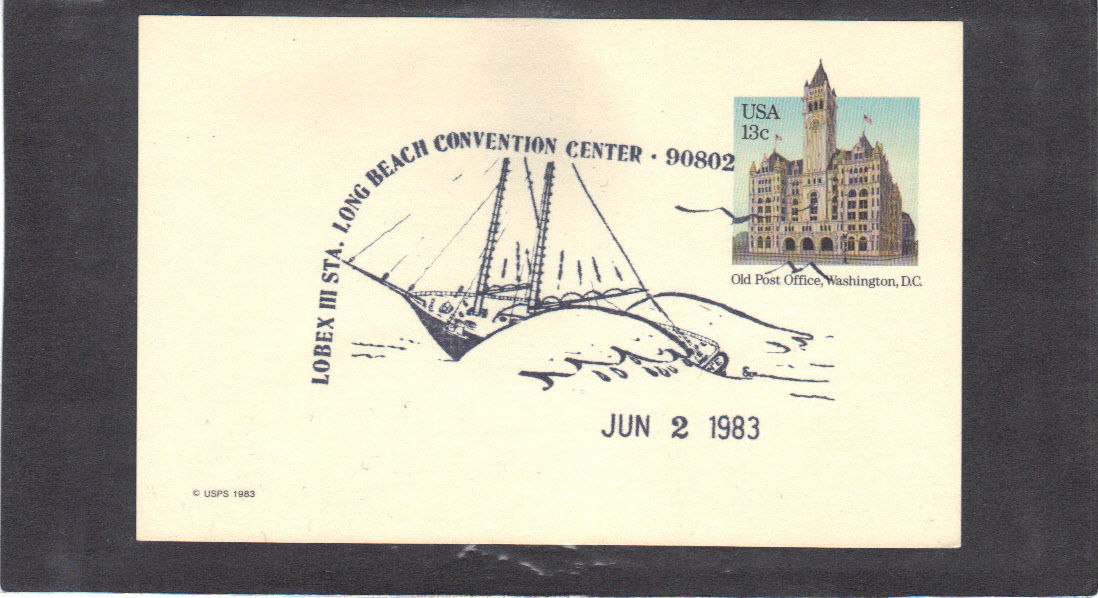 LOBEX III STA. LONG BEACH CONVENTION CENTER · 90802
USA
13c
Old Post Office, Washington, D.C.
JUN 2 1983
© USPS 1983